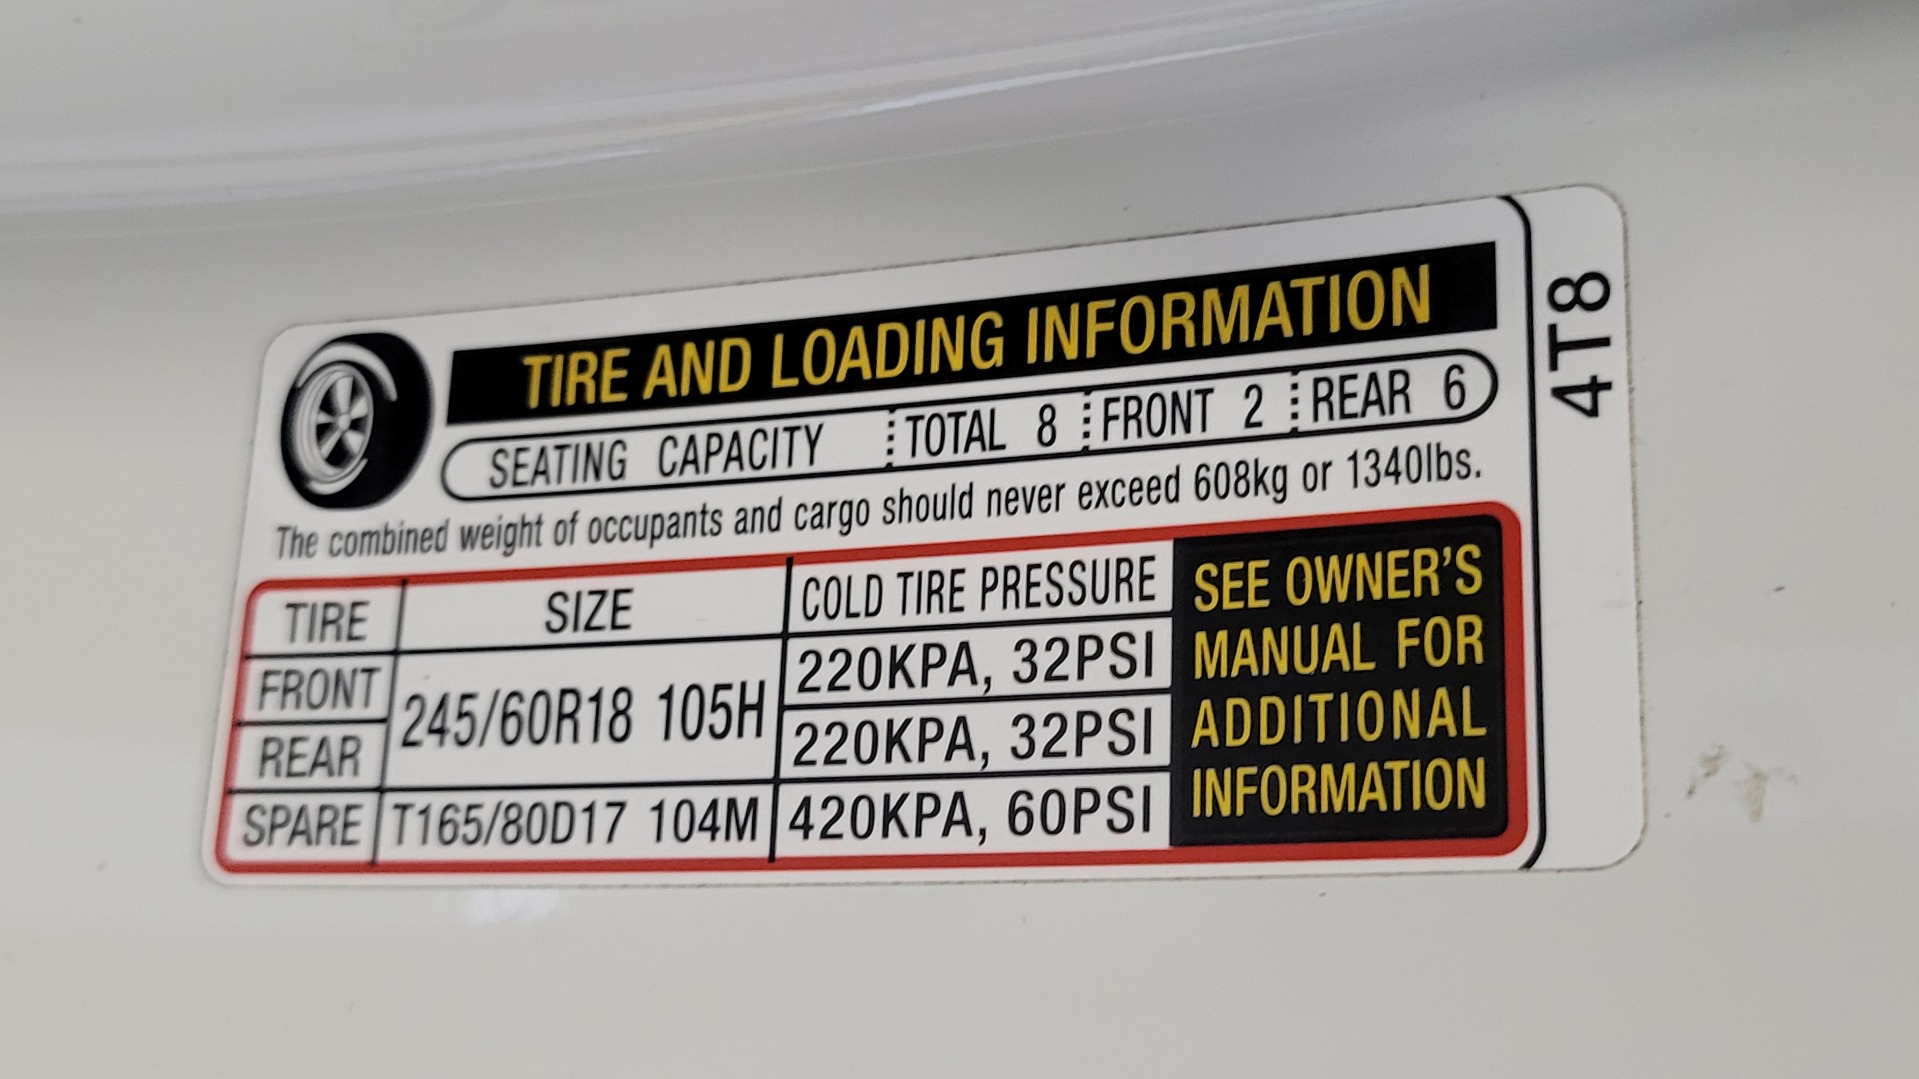 TIRE AND LOADING INFORMATION
SEATING CAPACITY TOTAL 8 FRONT 2 REAR 6
The combined weight of occupants and cargo should never exceed 608kg or 1340lbs.
TIRE SIZE COLD TIRE PRESSURE
FRONT 245/60R18 105H 220KPA, 32PSI
REAR 220KPA, 32PSI
SPARE T165/80D17 104M 420KPA, 60PSI
SEE OWNER'S
MANUAL FOR
ADDITIONAL
INFORMATION
4T8